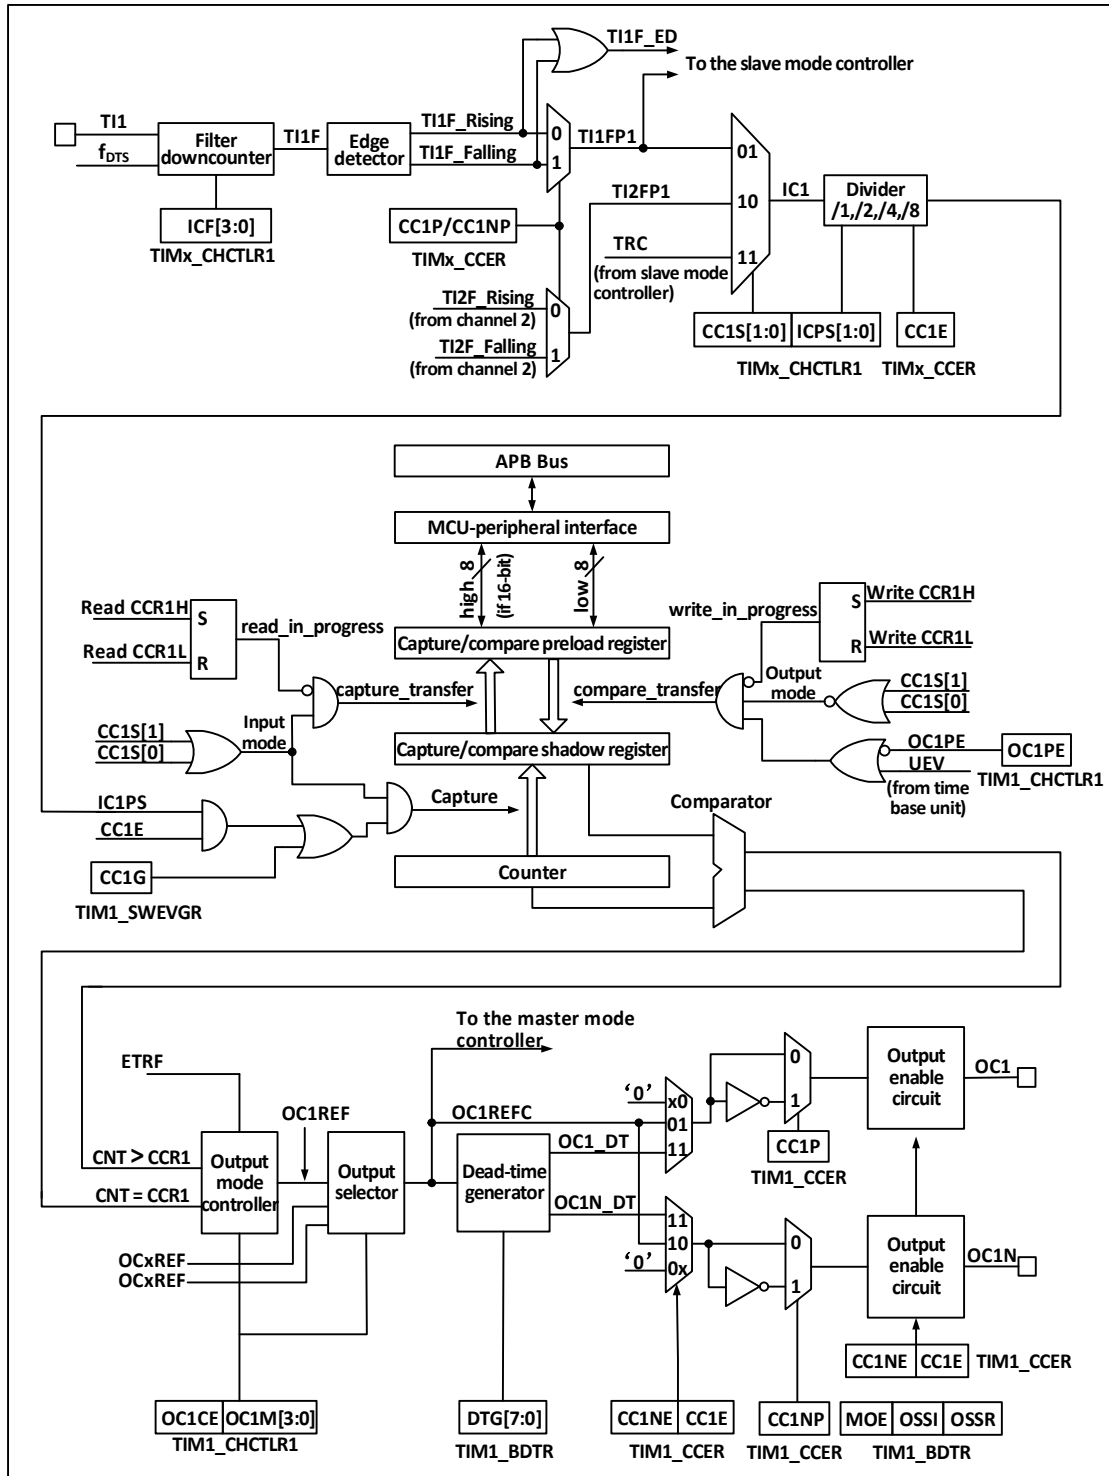 TI1F_ED
To the slave mode controller
TI1
fDTS
Filter
downcounter
TI1F
Edge
detector
TI1F_Rising
TI1F_Falling
0
1
TI1FP1
01
10
11
IC1
Divider
/1,/2,/4,/8
TI2FP1
ICF[3:0]
TIMx_CHCTLR1
CC1P/CC1NP
TIMx_CCER
TRC
(from slave mode
controller)
TI2F_Rising
(from channel 2)
TI2F_Falling
(from channel 2)
0
1
CC1S[1:0]
ICPS[1:0]
TIMx_CHCTLR1
CC1E
TIMx_CCER
APB Bus
MCU-peripheral interface
high
8
(if 16-bit)
low
8
Read CCR1H
Read CCR1L
S
R
read_in_progress
Capture/compare preload register
write_in_progress
S
R
Write CCR1H
Write CCR1L
capture_transfer
compare_transfer
Output
mode
CC1S[1]
CC1S[0]
CC1S[1]
CC1S[0]
Input
mode
Capture/compare shadow register
OC1PE
UEV
(from time
base unit)
OC1PE
TIM1_CHCTLR1
IC1PS
CC1E
CC1G
TIM1_SWEVGR
Capture
Comparator
Counter
To the master mode
controller
ETRF
OC1REF
CNT > CCR1
CNT = CCR1
Output
mode
controller
Output
selector
OCxREF
OCxREF
OC1REFC
Dead-time
generator
OC1_DT
OC1N_DT
‘0’
x0
01
11
11
10
0x
‘0’
0
1
CC1P
TIM1_CCER
0
1
Output
enable
circuit
OC1
Output
enable
circuit
OC1N
CC1NE
CC1E
TIM1_CCER
OC1CE
OC1M[3:0]
TIM1_CHCTLR1
DTG[7:0]
TIM1_BDTR
CC1NE
CC1E
TIM1_CCER
CC1NP
TIM1_CCER
MOE
OSSI
OSSR
TIM1_BDTR